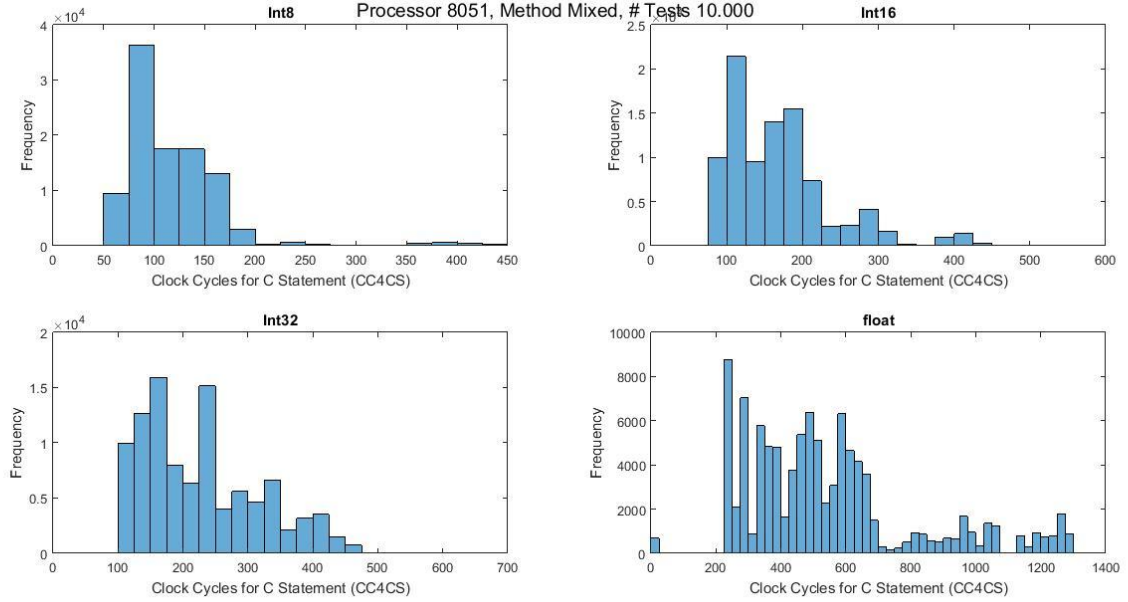 Processor 8051, Method Mixed, # Tests 10.000
Int8
×10^4
4
3
2
1
0
Frequency
0 50 100 150 200 250 300 350 400 450
Clock Cycles for C Statement (CC4CS)
Int16
2.5
2
1.5
1
0.5
0
Frequency
0 100 200 300 400 500 600
Clock Cycles for C Statement (CC4CS)
Int32
×10^4
2
1.5
1
0.5
0
Frequency
0 100 200 300 400 500 600 700
Clock Cycles for C Statement (CC4CS)
float
10000
8000
6000
4000
2000
0
Frequency
0 200 400 600 800 1000 1200 1400
Clock Cycles for C Statement (CC4CS)